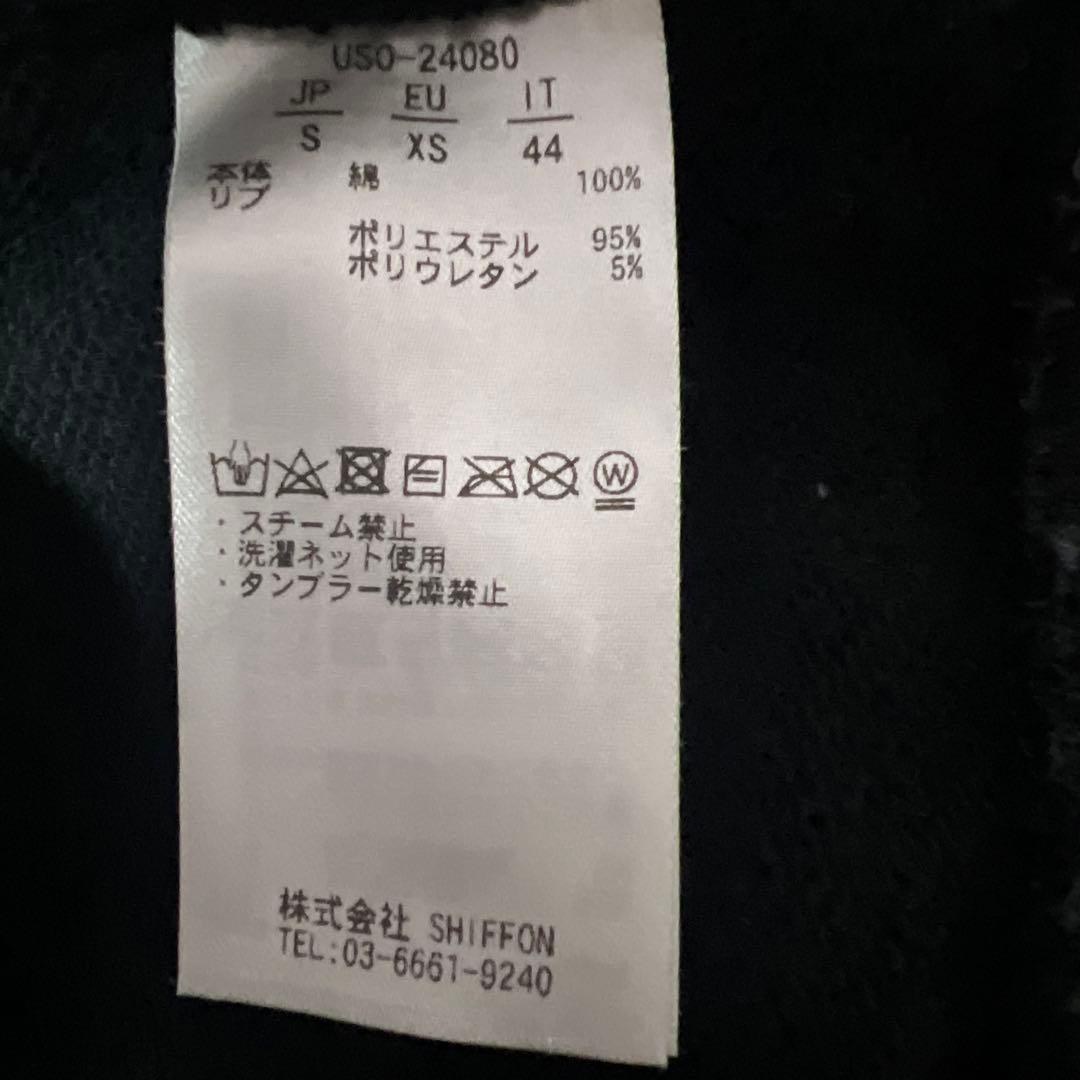 USO-24080
JP EU IT
S XS 44
本体 綿 100%
リブ
ポリエステル 95%
ポリウレタン 5%
W
・スチーム禁止
・洗濯ネット使用
・タンブラー乾燥禁止
株式会社 SHIFFON
TEL:03-6661-9240